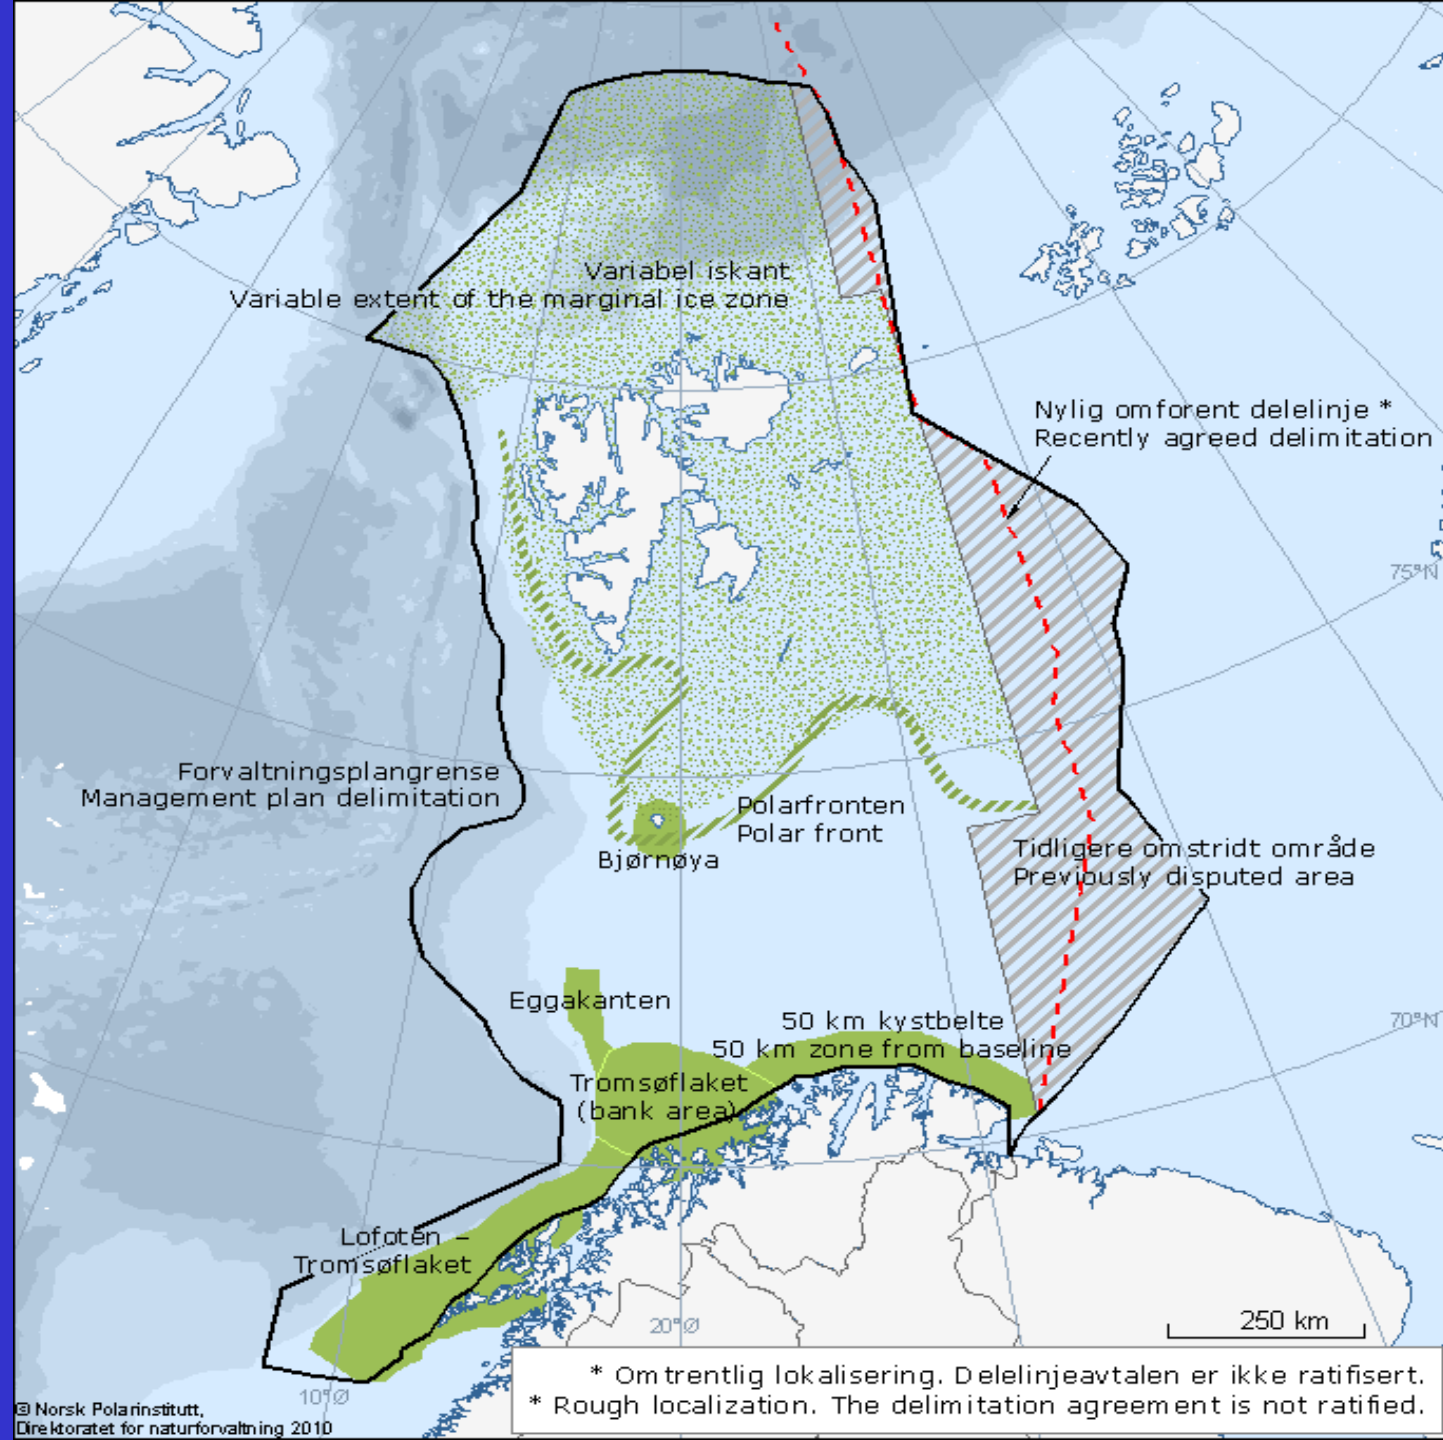 Variabel iskant
Variable extent of the marginal ice zone
Nylig omforent delelinje *
Recently agreed delimitation
75°N
Forvaltningsplangrense
Management plan delimitation
Polarfronten
Polar front
Bjørnøya
Tidligere omstridt område
Previously disputed area
Eggakanten
50 km kystbelte
50 km zone from baseline
70°N
Tromsøflaket
(bank area)
Lofoten –
Tromsøflaket
20°Ø
250 km
10°Ø
* Omtrentlig lokalisering. Delelinjeavtalen er ikke ratifisert.
* Rough localization. The delimitation agreement is not ratified.
© Norsk Polarinstitutt,
Direktoratet for naturforvaltning 2010